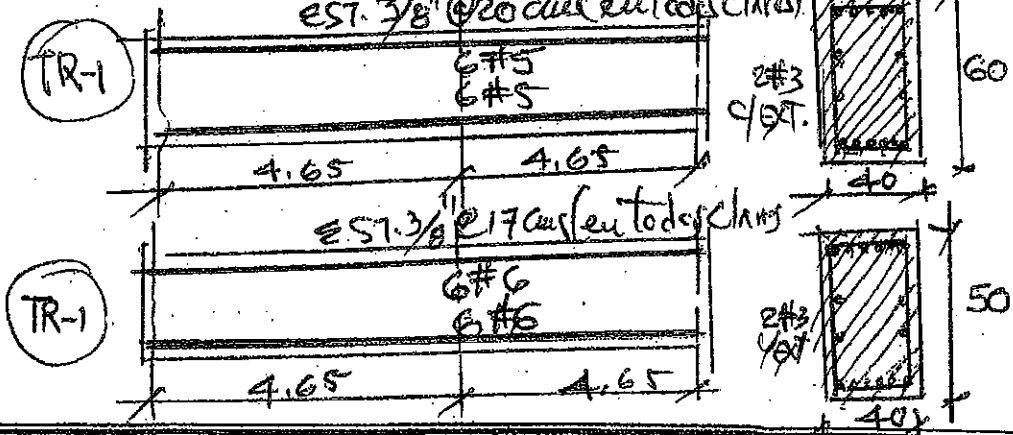 EST. 3/8" @20 cms (en todos Claros)
TR-1
6#5
6#5
2#3
C/EXT.
60
4.65
4.65
40
EST. 3/8" @17 cms (en todos Claros
TR-1
6#6
6#6
2#3
C/EXT
50
4.65
4.65
40